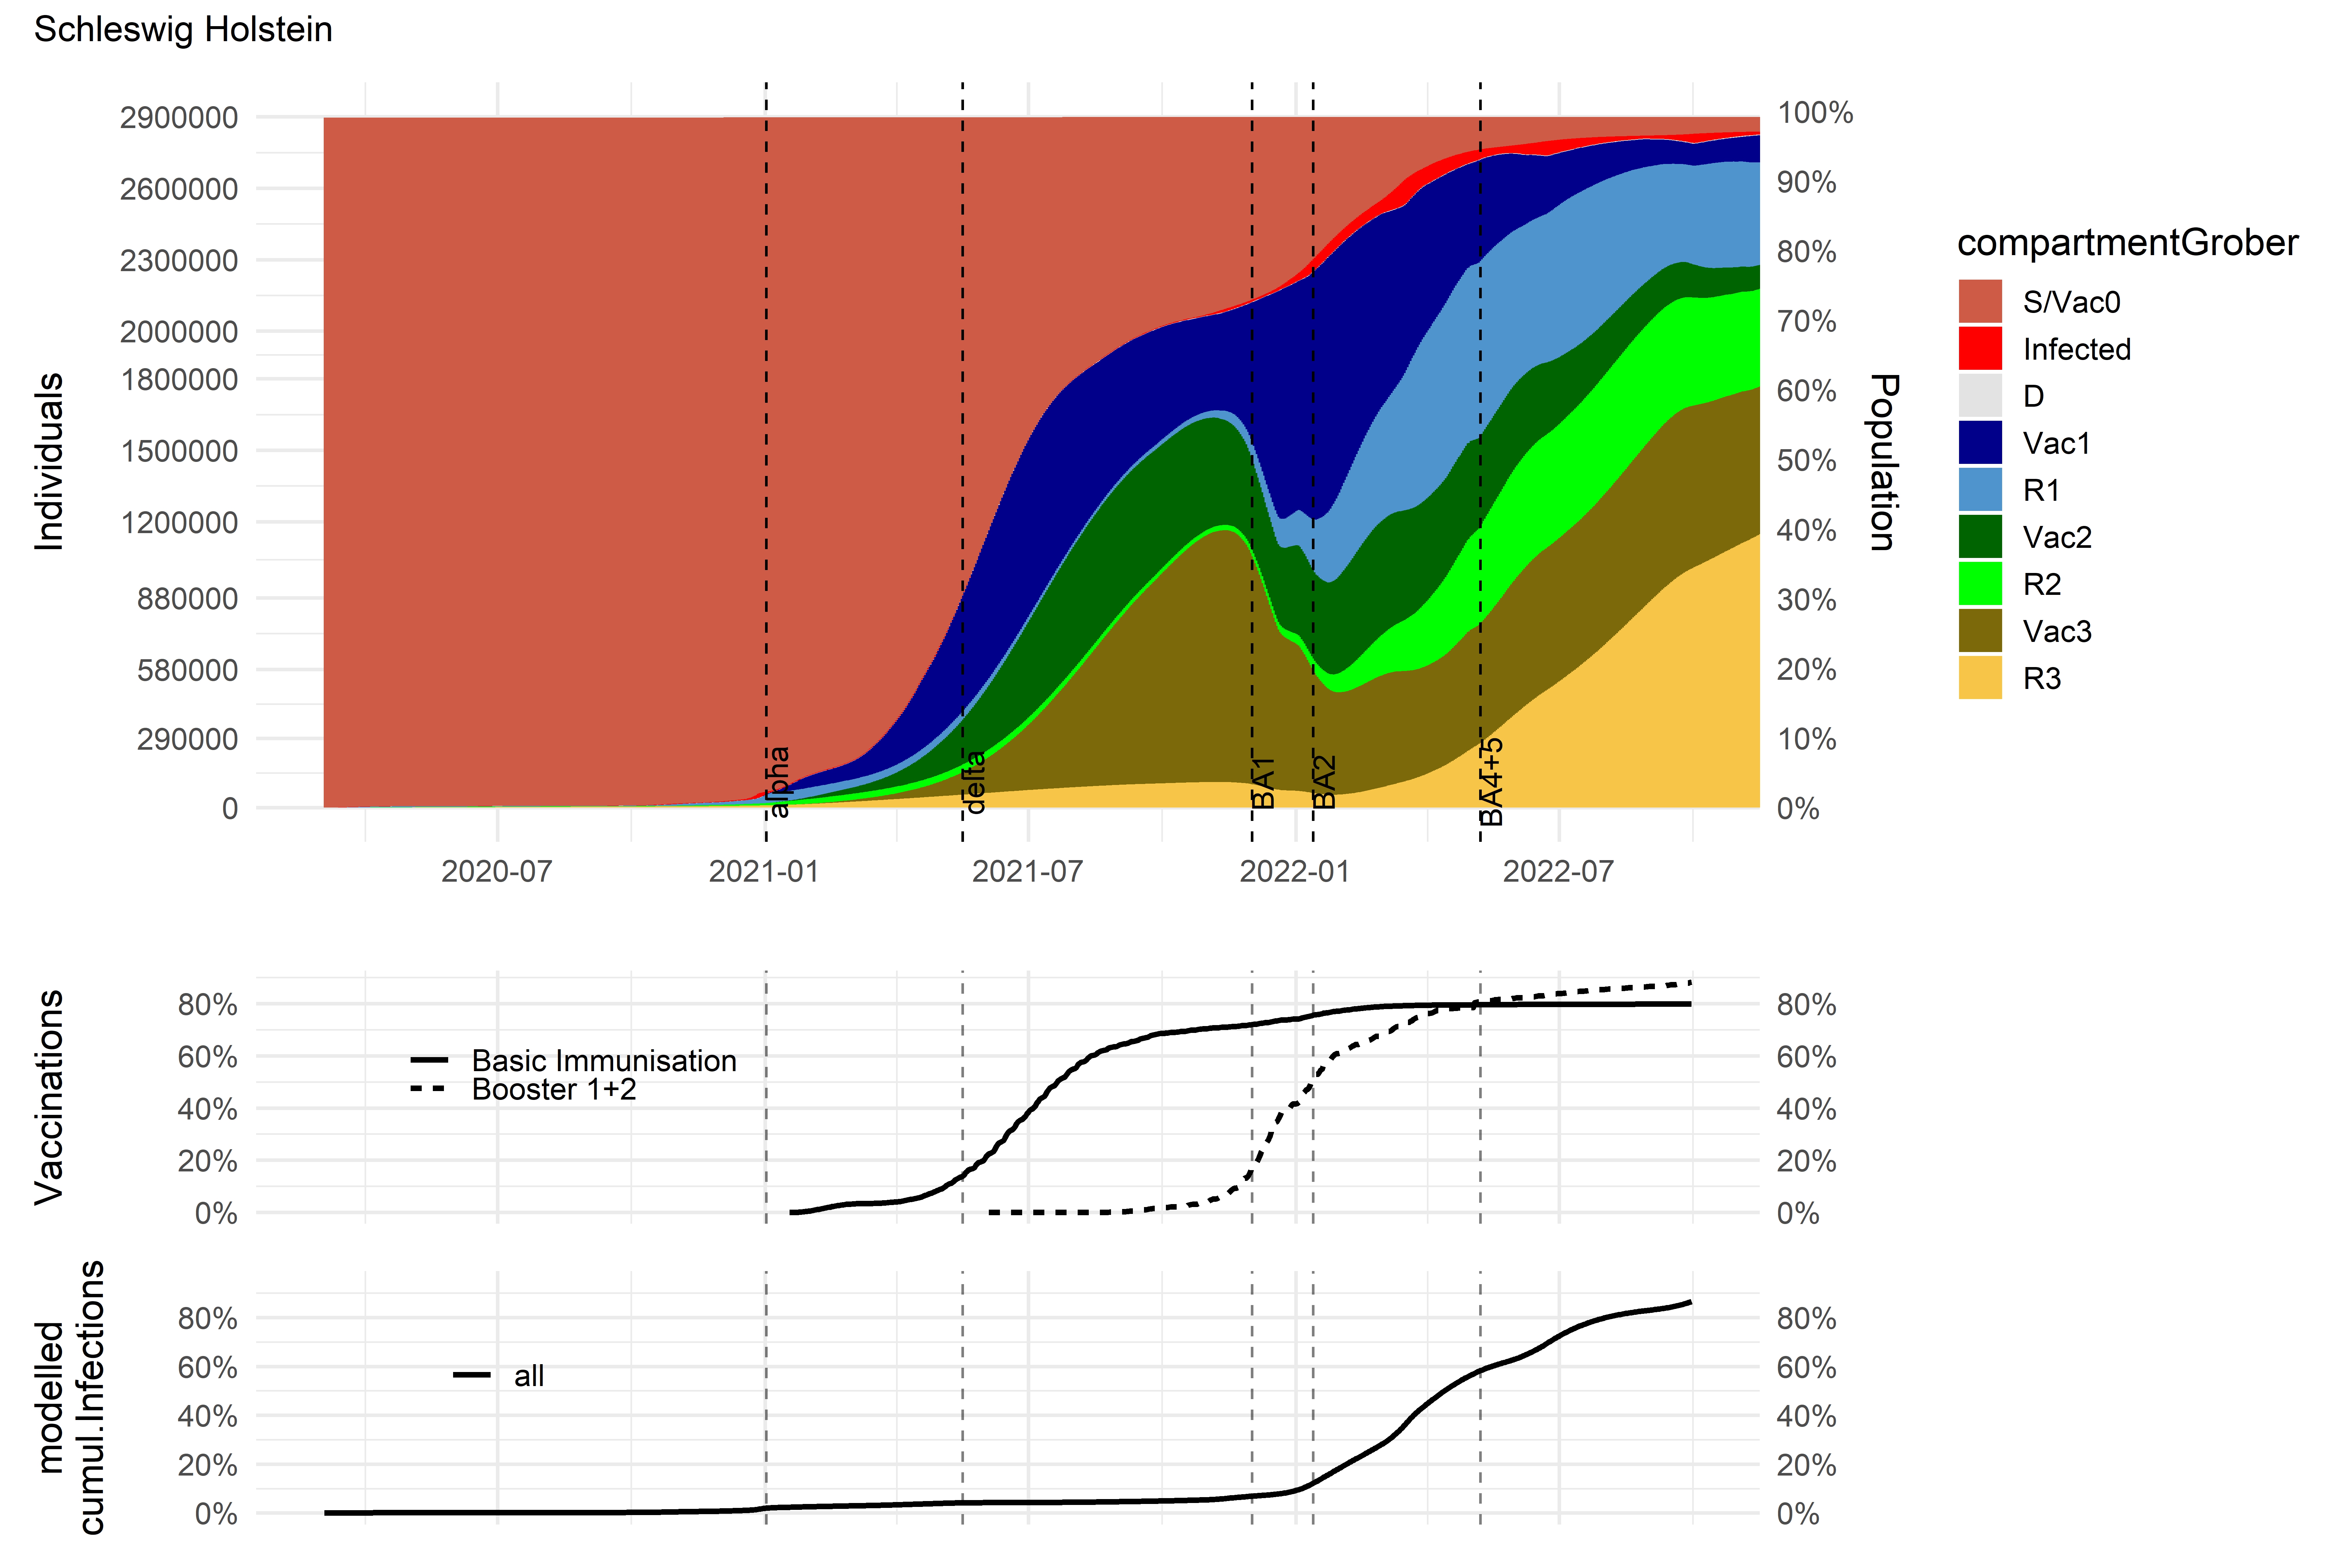 Schleswig Holstein
Individuals
2900000
2600000
2300000
2000000
1800000
1500000
1200000
880000
580000
290000
0
100%
90%
80%
70%
60%
50%
40%
30%
20%
10%
0%
Population
alpha
delta
BA1
BA2
BA4+5
2020-07
2021-01
2021-07
2022-01
2022-07
compartmentGrober
S/Vac0
Infected
D
Vac1
R1
Vac2
R2
Vac3
R3
Vaccinations
80%
60%
40%
20%
0%
Basic Immunisation
Booster 1+2
80%
60%
40%
20%
0%
modelled
cumul.Infections
80%
60%
40%
20%
0%
all
80%
60%
40%
20%
0%